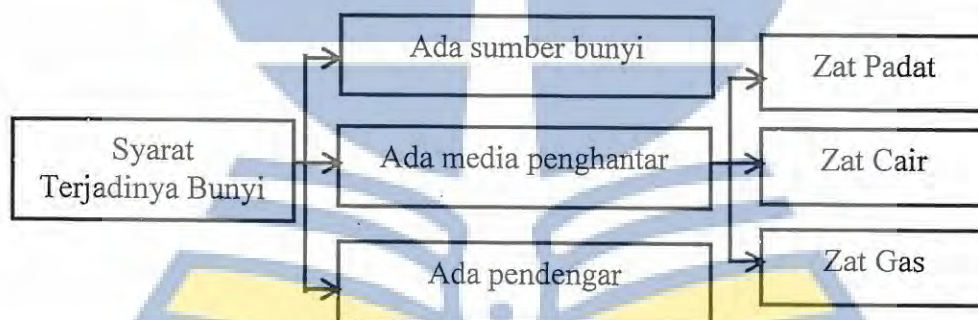 Syarat
Terjadinya Bunyi
Ada sumber bunyi
Ada media penghantar
Ada pendengar
Zat Padat
Zat Cair
Zat Gas